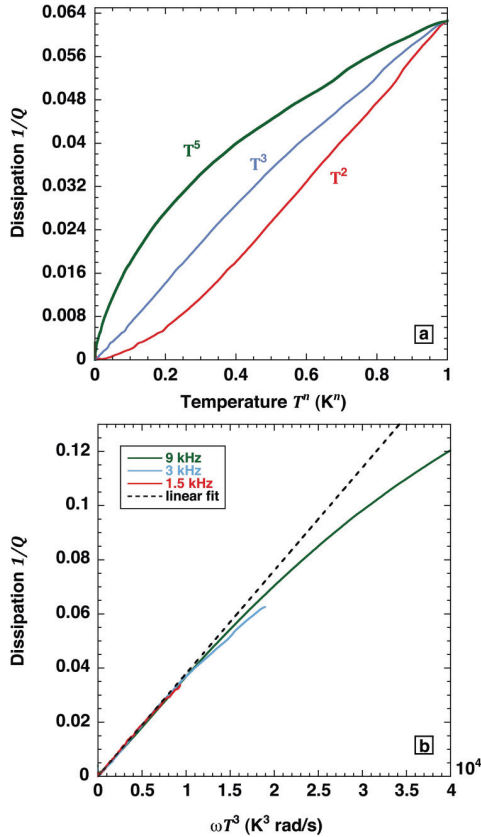 0.064
0.056
0.048
0.04
0.032
0.024
0.016
0.008
0
Dissipation 1/Q
T⁵
T³
T²
a
0 0.2 0.4 0.6 0.8 1
Temperature Tⁿ (Kⁿ)
9 kHz
3 kHz
1.5 kHz
linear fit
0.12
0.1
0.08
0.06
0.04
0.02
0
Dissipation 1/Q
b
10⁴
0 0.5 1 1.5 2 2.5 3 3.5 4
ωT³ (K³ rad/s)